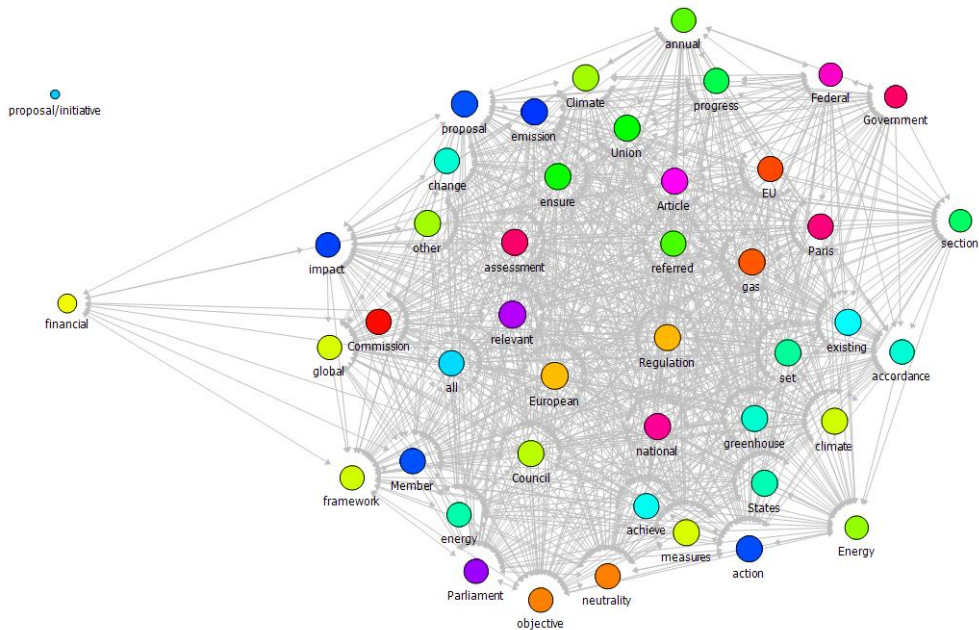 annual
proposal/initiative
Climate
progress
Federal
Government
proposal
emission
Union
change
ensure
Article
EU
other
assessment
referred
Paris
section
impact
gas
financial
Commission
relevant
Regulation
existing
global
all
European
set
accordance
national
greenhouse
climate
Member
Council
framework
energy
achieve
measures
States
action
Energy
Parliament
neutrality
objective